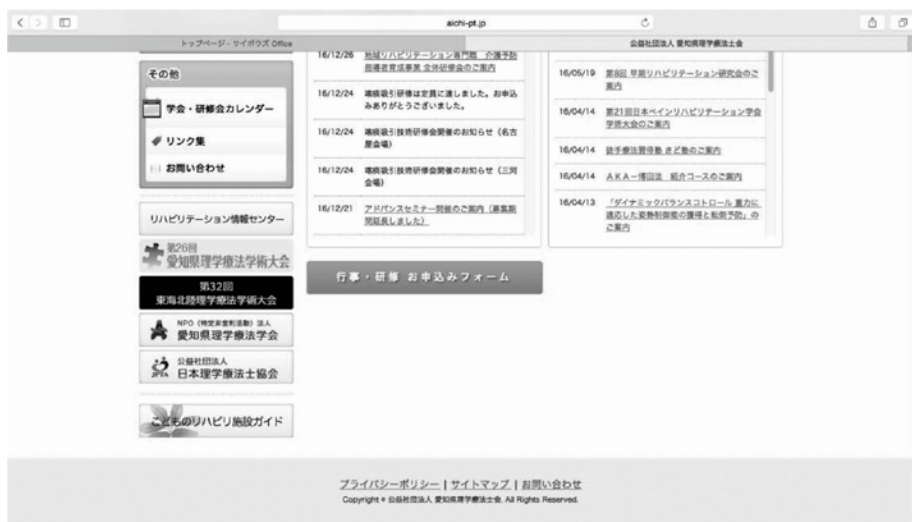 aichi-pt.jp
トップページ - サイボウズ Office
公益社団法人 愛知県理学療法士会
その他
学会・研修会カレンダー
リンク集
お問い合わせ
リハビリテーション情報センター
第26回
愛知県理学療法学術大会
第32回
東海北陸理学療法学術大会
NPO（特定非営利活動）法人
愛知県理学療法学会
公益社団法人
日本理学療法士協会
JPTA
こどものリハビリ施設ガイド
16/12/26 地域リハビリテーション専門職 介護予防
指導者育成事業 全体研修会のご案内
16/12/24 喀痰吸引研修は定員に達しました。お申込
みありがとうございました。
16/12/24 喀痰吸引技術研修会開催のお知らせ（名古
屋会場）
16/12/24 喀痰吸引技術研修会開催のお知らせ（三河
会場）
16/12/21 アドバンスセミナー開催のご案内（募集期
間延長しました）
16/05/19 第8回 早期リハビリテーション研究会のご
案内
16/04/14 第21回日本ペインリハビリテーション学会
学術大会のご案内
16/04/14 徒手療法習得塾 きど塾のご案内
16/04/14 AKA－博田法 紹介コースのご案内
16/04/13 「ダイナミックバランスコントロール 重力に
適応した姿勢制御能の獲得と転倒予防」の
ご案内
行事・研修 お申込みフォーム
プライバシーポリシー | サイトマップ | お問い合わせ
Copyright © 公益社団法人 愛知県理学療法士会. All Rights Reserved.